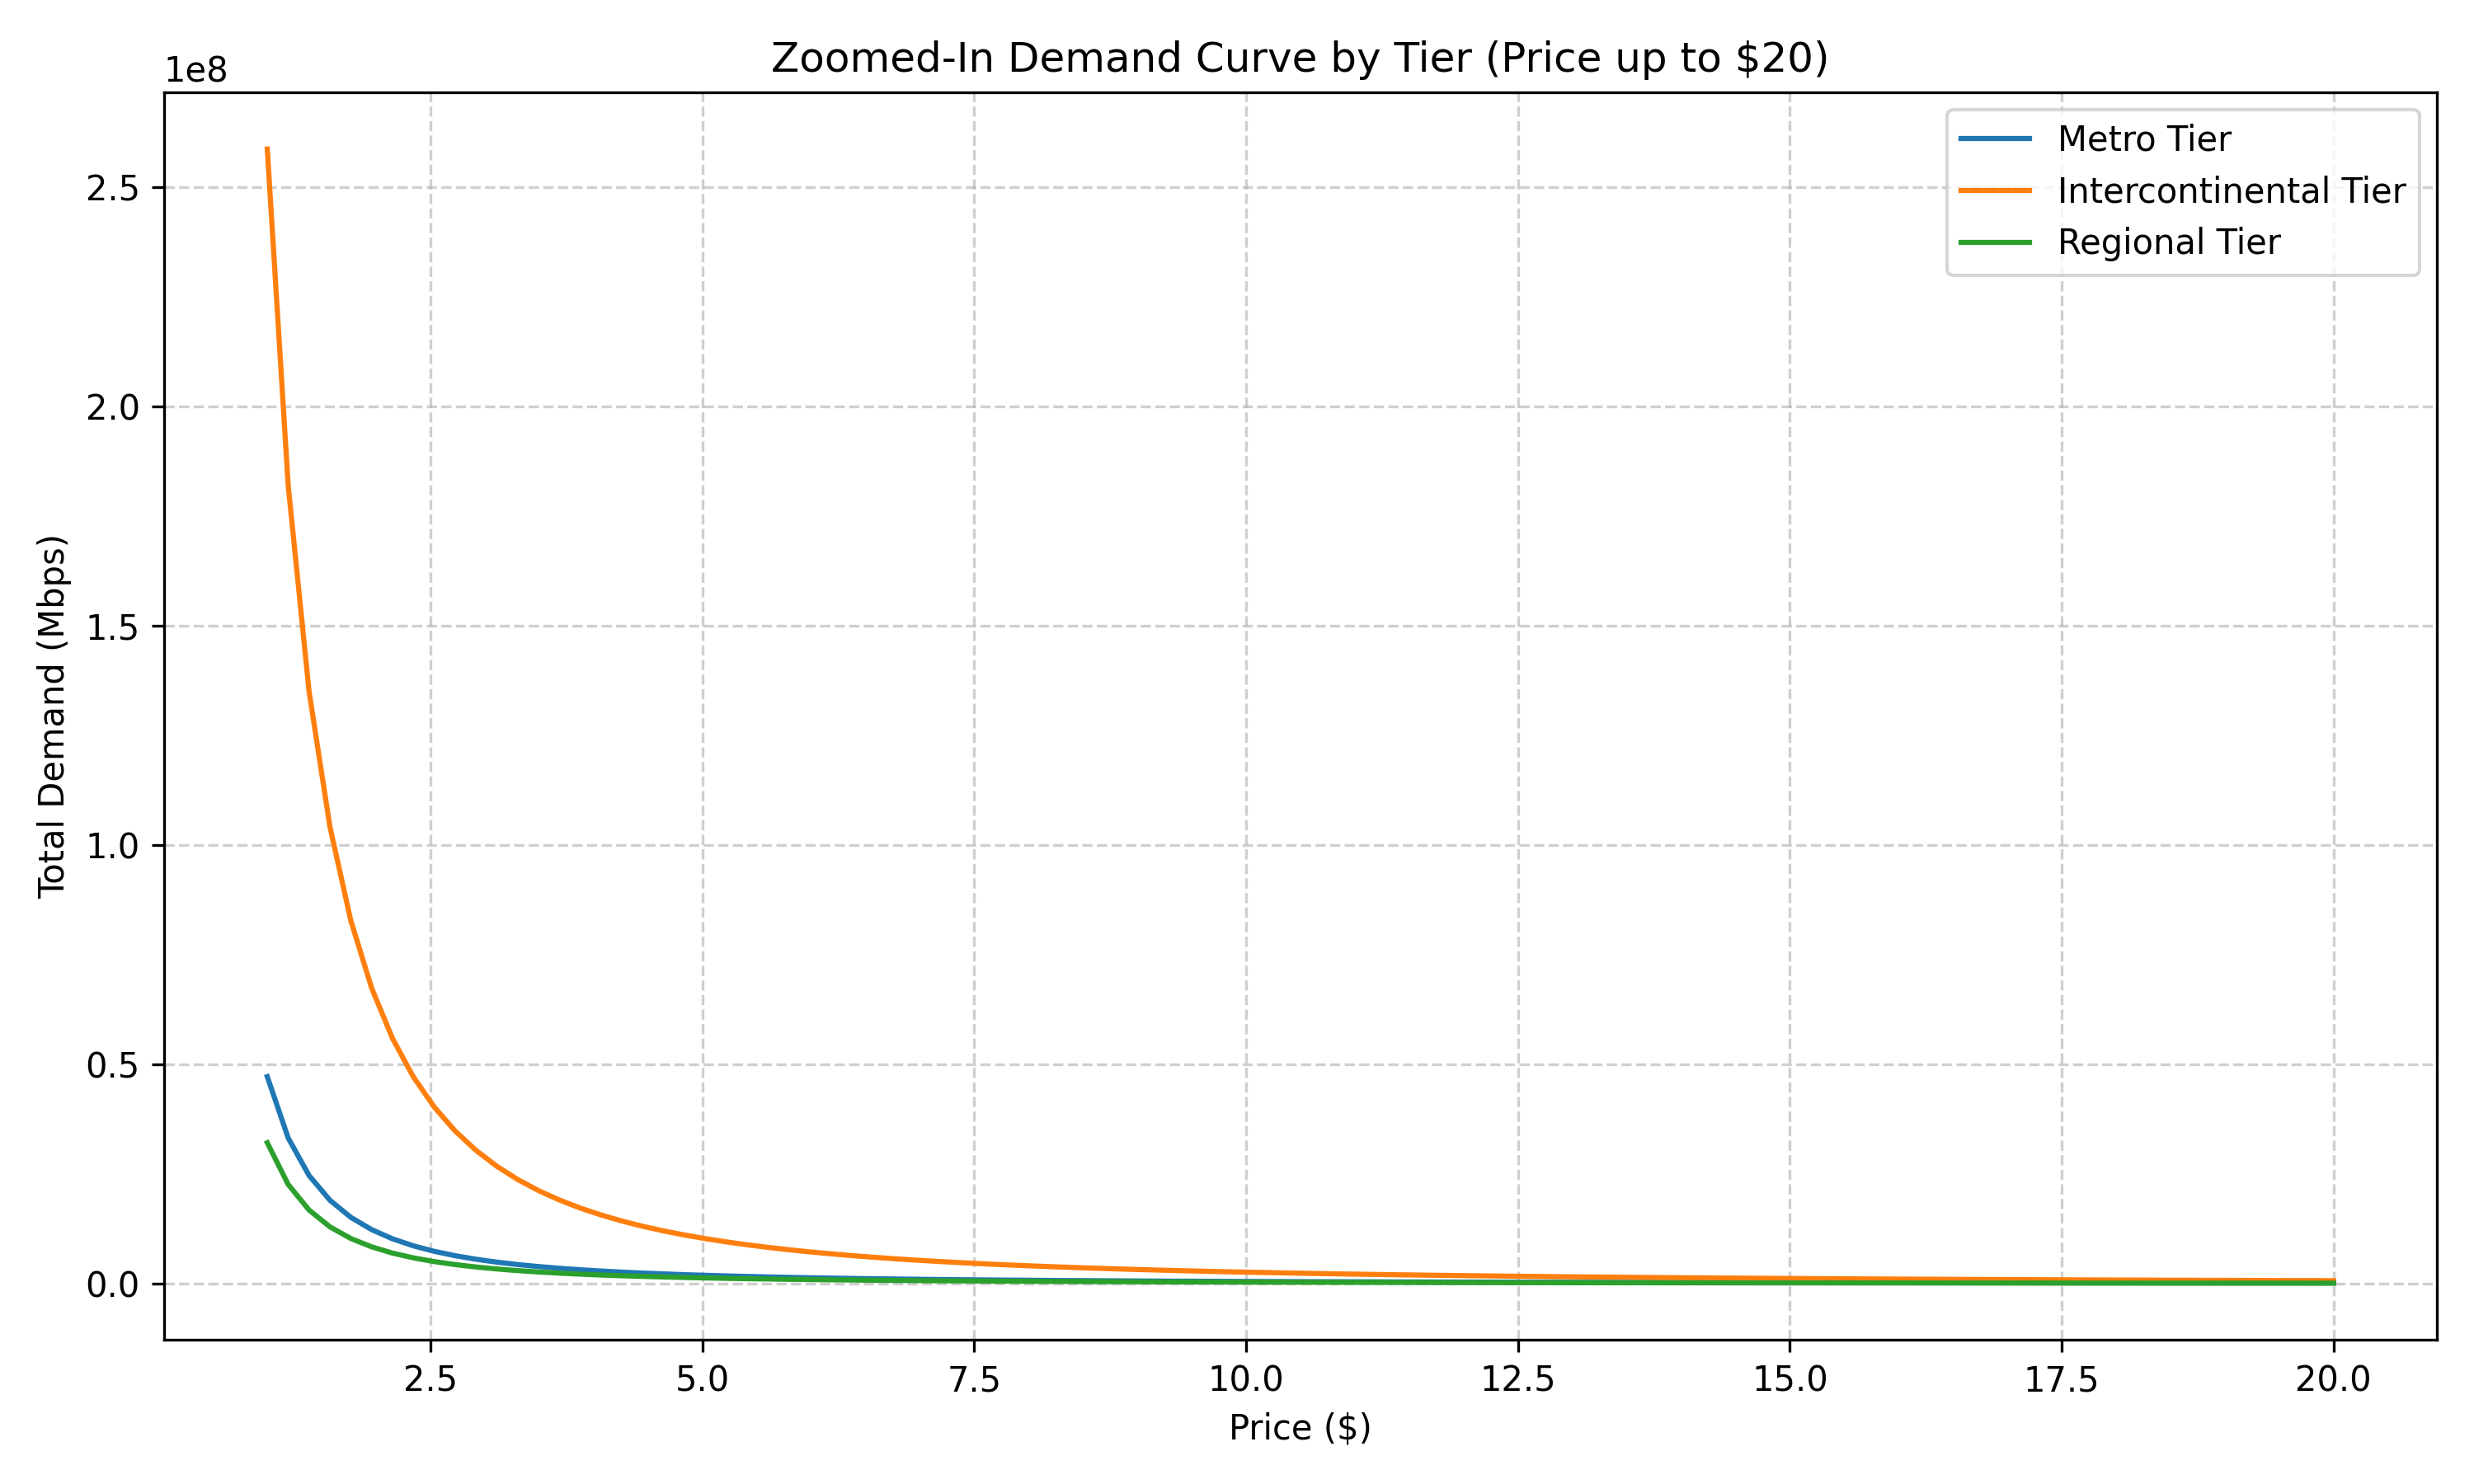 Zoomed-In Demand Curve by Tier (Price up to $20)
1e8
Metro Tier
Intercontinental Tier
Regional Tier
Total Demand (Mbps)
2.5
2.0
1.5
1.0
0.5
0.0
2.5 5.0 7.5 10.0 12.5 15.0 17.5 20.0
Price ($)